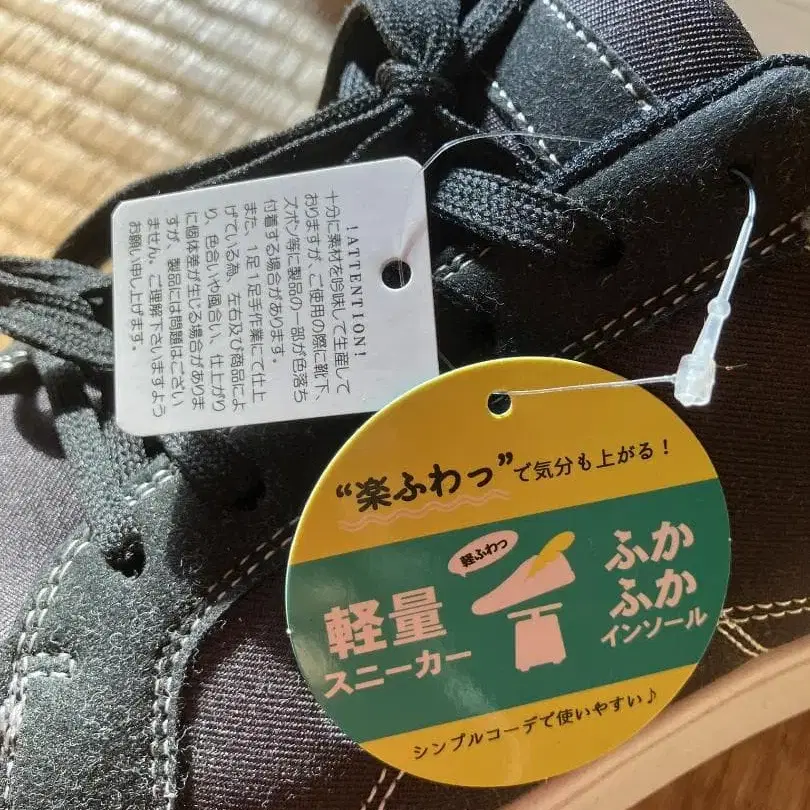 !ATTENTION!
十分に素材を吟味して生産して
おりますが、ご使用の際に靴下、
ズボン等に製品の一部が色落ち
付着する場合があります。
また、1足1足手作業にて仕上
げている為、左右及び商品によ
り、色合いや風合い、仕上がり
に個体差が生じる場合がありま
すが、製品には問題はござい
ません。ご理解下さいますよう
お願い申し上げます。
“楽ふわっ”で気分も上がる!
軽ふわっ
軽量
スニーカー
ふか
ふか
インソール
シンプルコーデで使いやすい♪